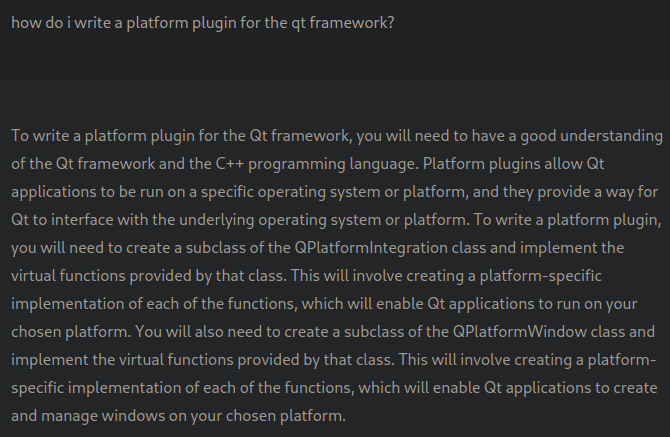 how do i write a platform plugin for the qt framework?
To write a platform plugin for the Qt framework, you will need to have a good understanding
of the Qt framework and the C++ programming language. Platform plugins allow Qt
applications to be run on a specific operating system or platform, and they provide a way for
Qt to interface with the underlying operating system or platform. To write a platform plugin,
you will need to create a subclass of the QPlatformIntegration class and implement the
virtual functions provided by that class. This will involve creating a platform-specific
implementation of each of the functions, which will enable Qt applications to run on your
chosen platform. You will also need to create a subclass of the QPlatformWindow class and
implement the virtual functions provided by that class. This will involve creating a platform-
specific implementation of each of the functions, which will enable Qt applications to create
and manage windows on your chosen platform.